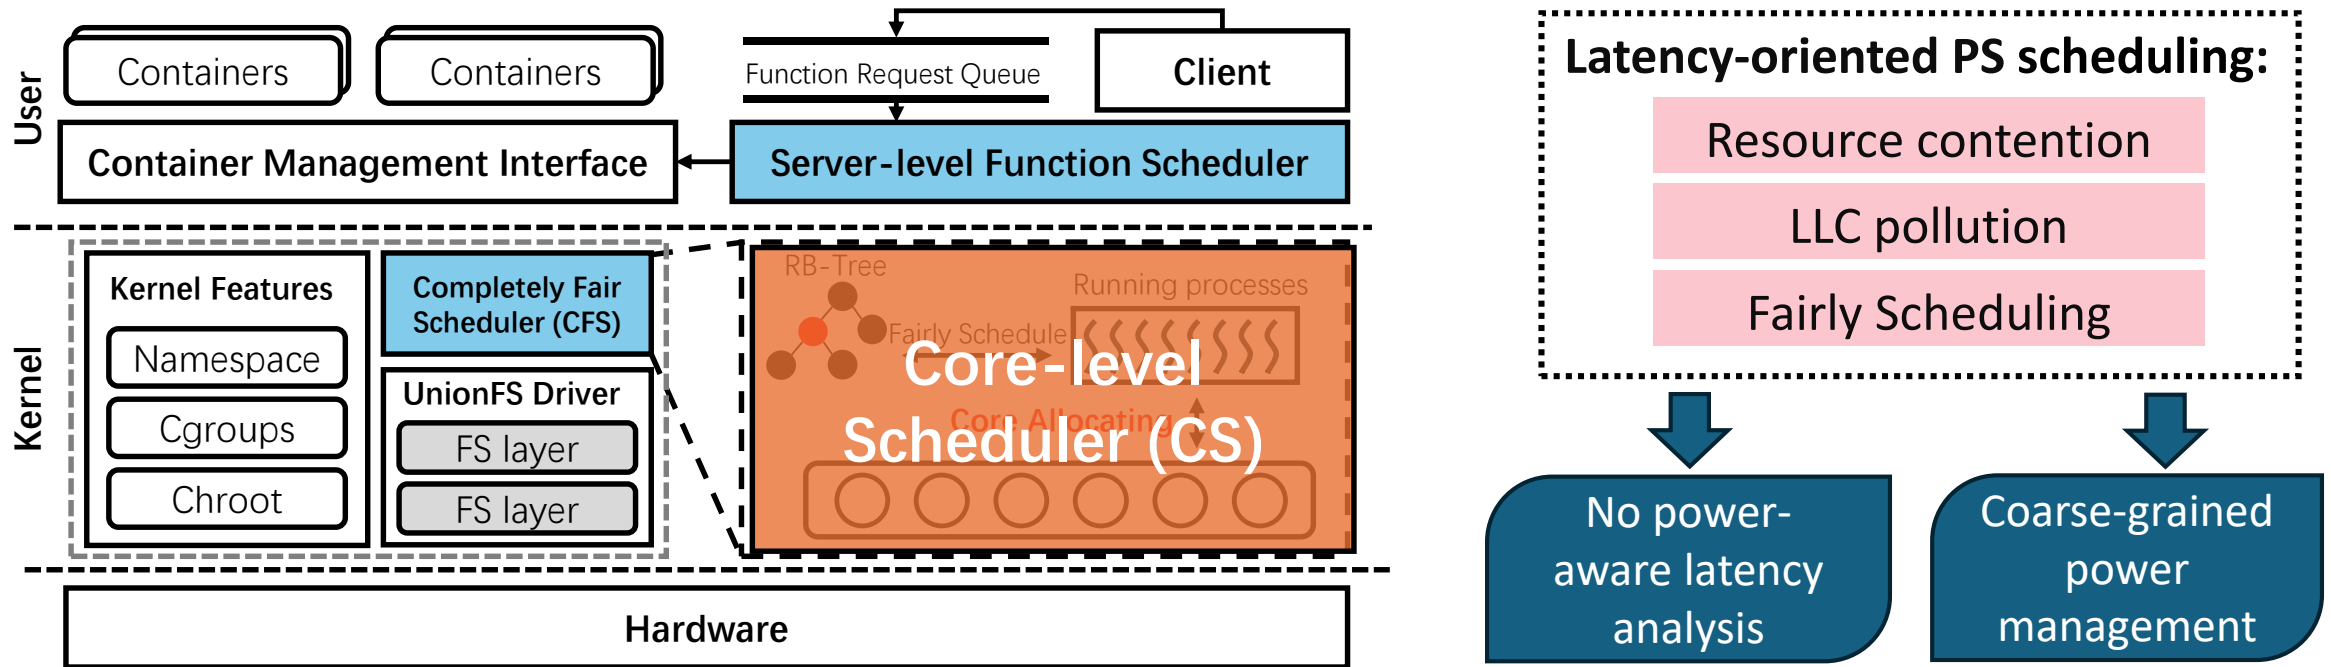 User
Containers
Containers
Function Request Queue
Client
Container Management Interface
Server-level Function Scheduler
Kernel
Kernel Features
Namespace
Cgroups
Chroot
Completely Fair
Scheduler (CFS)
UnionFS Driver
FS layer
FS layer
RB-Tree
Running processes
Fairly Schedule
Core Allocating
Core-level
Scheduler (CS)
Hardware
Latency-oriented PS scheduling:
Resource contention
LLC pollution
Fairly Scheduling
No power-
aware latency
analysis
Coarse-grained
power
management